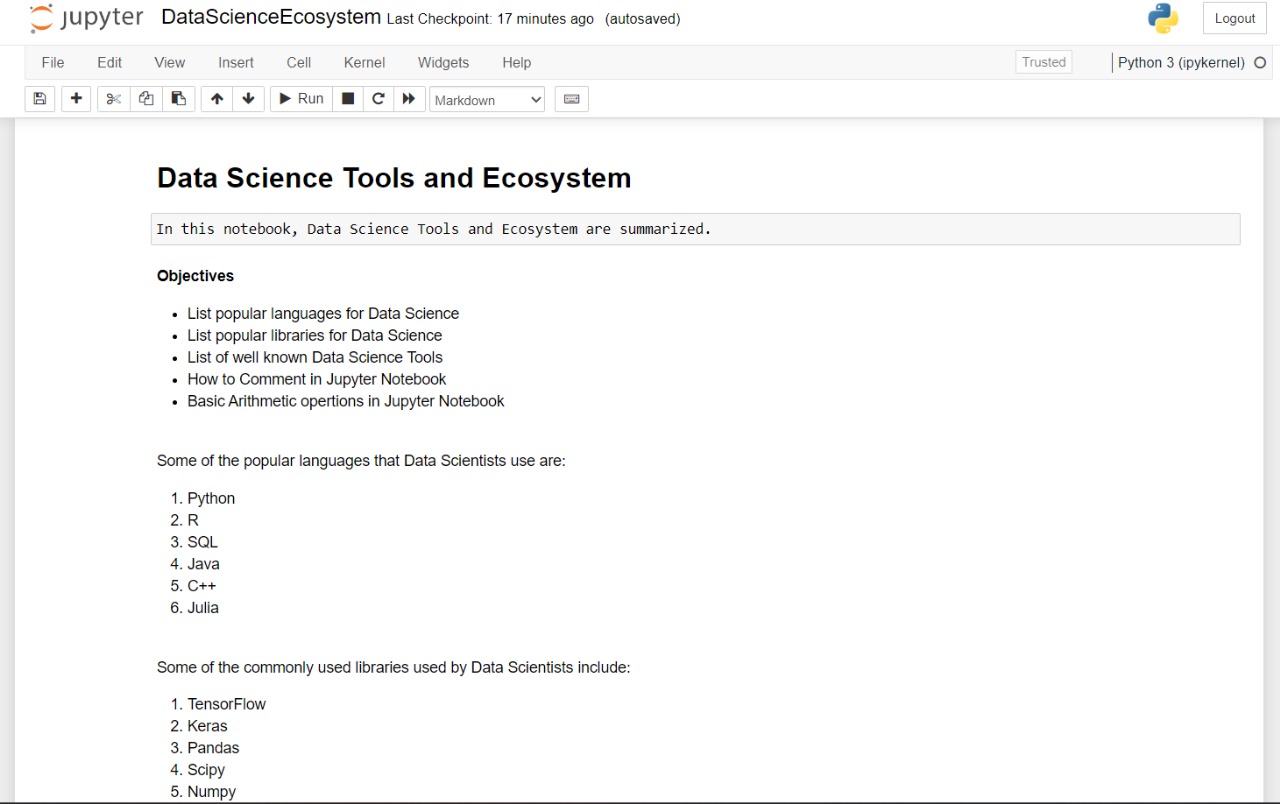 jupyter DataScienceEcosystem Last Checkpoint: 17 minutes ago (autosaved) Logout
File Edit View Insert Cell Kernel Widgets Help Trusted Python 3 (ipykernel)
Run Markdown
Data Science Tools and Ecosystem
In this notebook, Data Science Tools and Ecosystem are summarized.
Objectives
• List popular languages for Data Science
• List popular libraries for Data Science
• List of well known Data Science Tools
• How to Comment in Jupyter Notebook
• Basic Arithmetic opertions in Jupyter Notebook
Some of the popular languages that Data Scientists use are:
1. Python
2. R
3. SQL
4. Java
5. C++
6. Julia
Some of the commonly used libraries used by Data Scientists include:
1. TensorFlow
2. Keras
3. Pandas
4. Scipy
5. Numpy